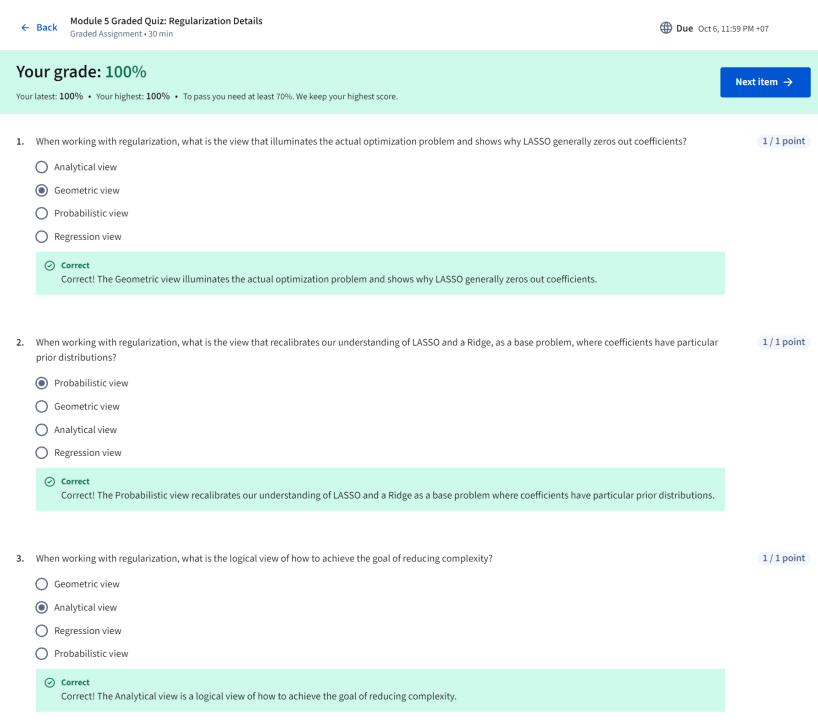 Back
Module 5 Graded Quiz: Regularization Details
Graded Assignment • 30 min
Due Oct 6, 11:59 PM +07
Your grade: 100%
Your latest: 100% • Your highest: 100% • To pass you need at least 70%. We keep your highest score.
Next item →
1. When working with regularization, what is the view that illuminates the actual optimization problem and shows why LASSO generally zeros out coefficients?
1 / 1 point
Analytical view
Geometric view
Probabilistic view
Regression view
Correct
Correct! The Geometric view illuminates the actual optimization problem and shows why LASSO generally zeros out coefficients.
2. When working with regularization, what is the view that recalibrates our understanding of LASSO and a Ridge, as a base problem, where coefficients have particular
prior distributions?
1 / 1 point
Probabilistic view
Geometric view
Analytical view
Regression view
Correct
Correct! The Probabilistic view recalibrates our understanding of LASSO and a Ridge as a base problem where coefficients have particular prior distributions.
3. When working with regularization, what is the logical view of how to achieve the goal of reducing complexity?
1 / 1 point
Geometric view
Analytical view
Regression view
Probabilistic view
Correct
Correct! The Analytical view is a logical view of how to achieve the goal of reducing complexity.